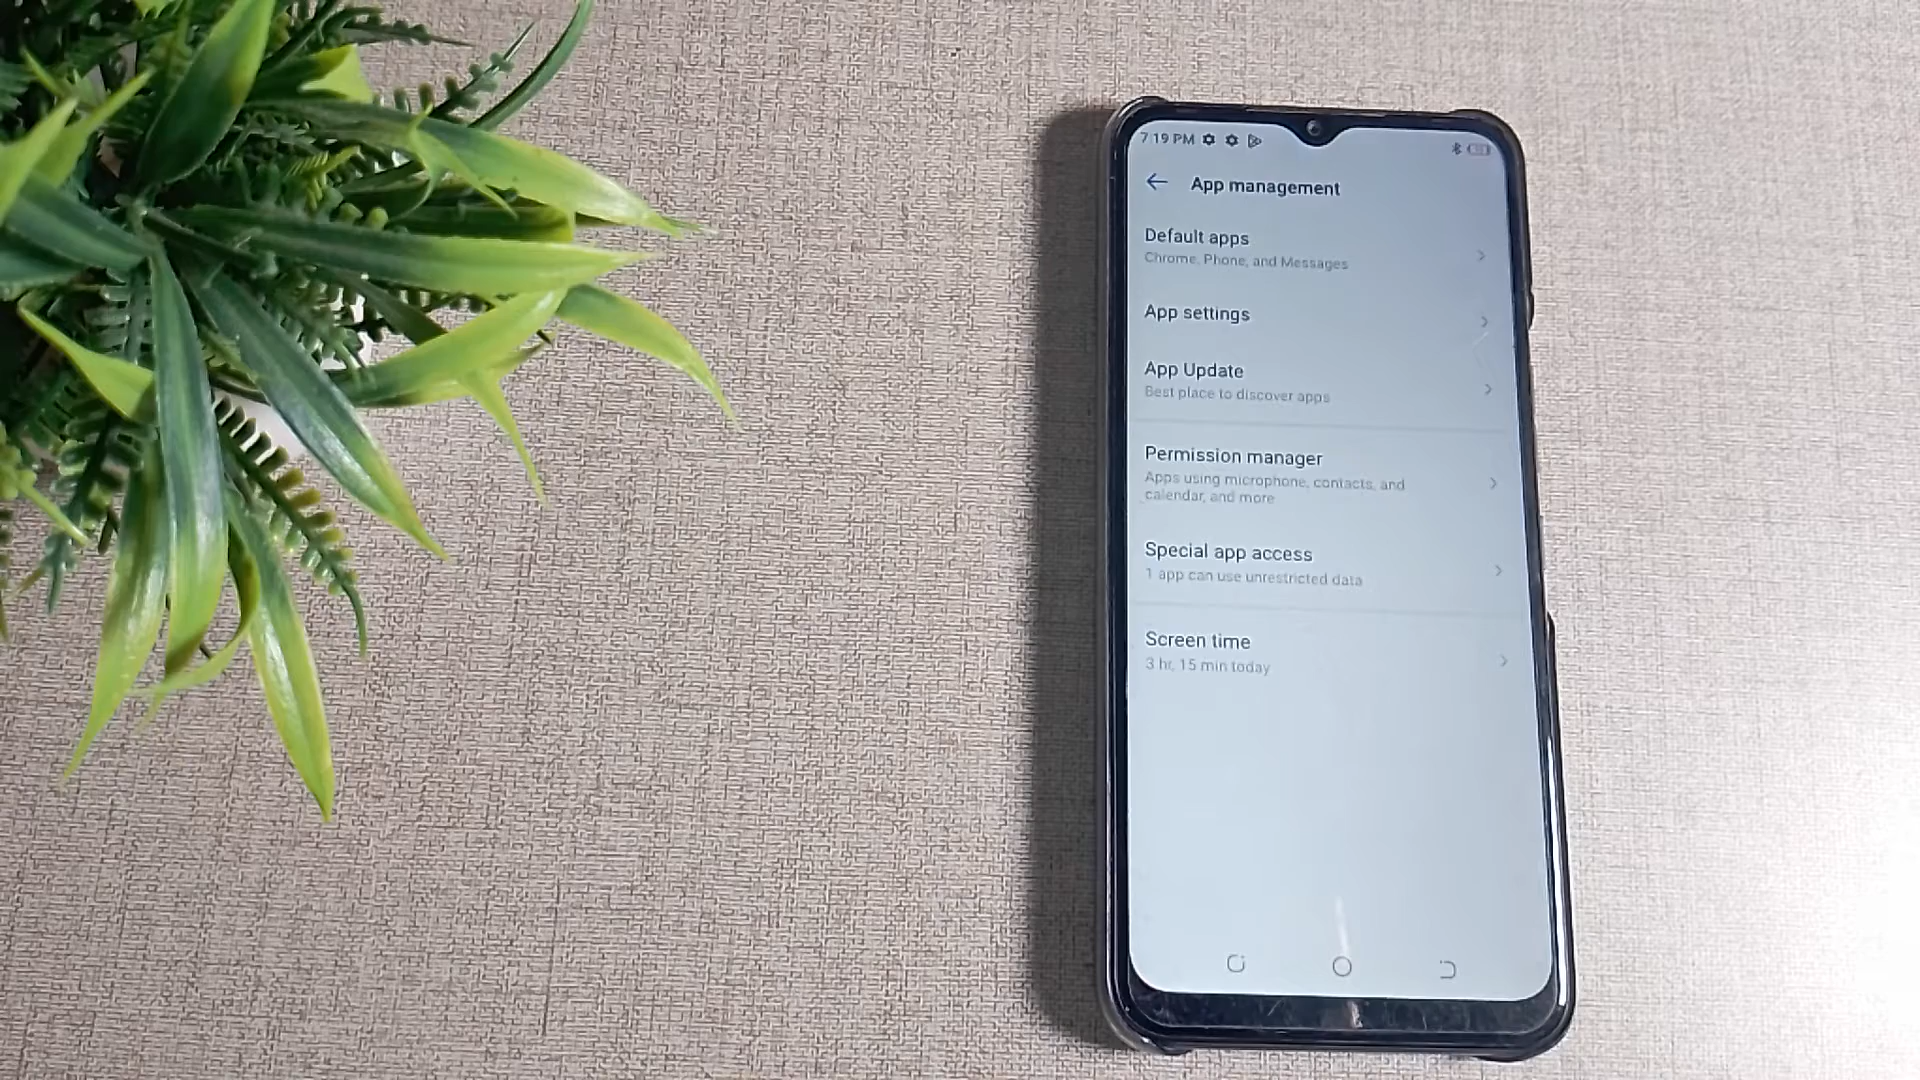 7:19 PM
App management
Default apps
Chrome, Phone, and Messages
App settings
App Update
Best place to discover apps
Permission manager
Apps using microphone, contacts, and
calendar, and more
Special app access
1 app can use unrestricted data
Screen time
3 hr, 15 min today